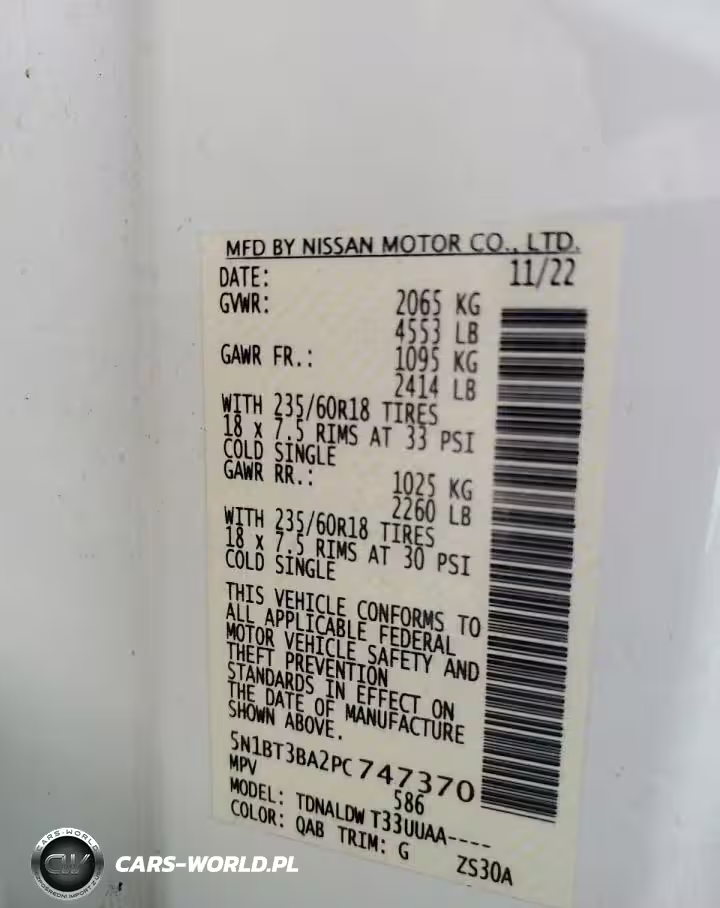 MFD BY NISSAN MOTOR CO., LTD.
DATE: 11/22
GVWR: 2065 KG
4553 LB
GAWR FR.: 1095 KG
2414 LB
WITH 235/60R18 TIRES
18 x 7.5 RIMS AT 33 PSI
COLD SINGLE
GAWR RR.: 1025 KG
2260 LB
WITH 235/60R18 TIRES
18 x 7.5 RIMS AT 30 PSI
COLD SINGLE
THIS VEHICLE CONFORMS TO
ALL APPLICABLE FEDERAL
MOTOR VEHICLE SAFETY AND
THEFT PREVENTION
STANDARDS IN EFFECT ON
THE DATE OF MANUFACTURE
SHOWN ABOVE.
5N1BT3BA2PC747370
MPV 586
MODEL: TDNALDW T33UUAA----
COLOR: QAB TRIM: G ZS30A
CARS-WORLD
CW
CARS-WORLD.PL